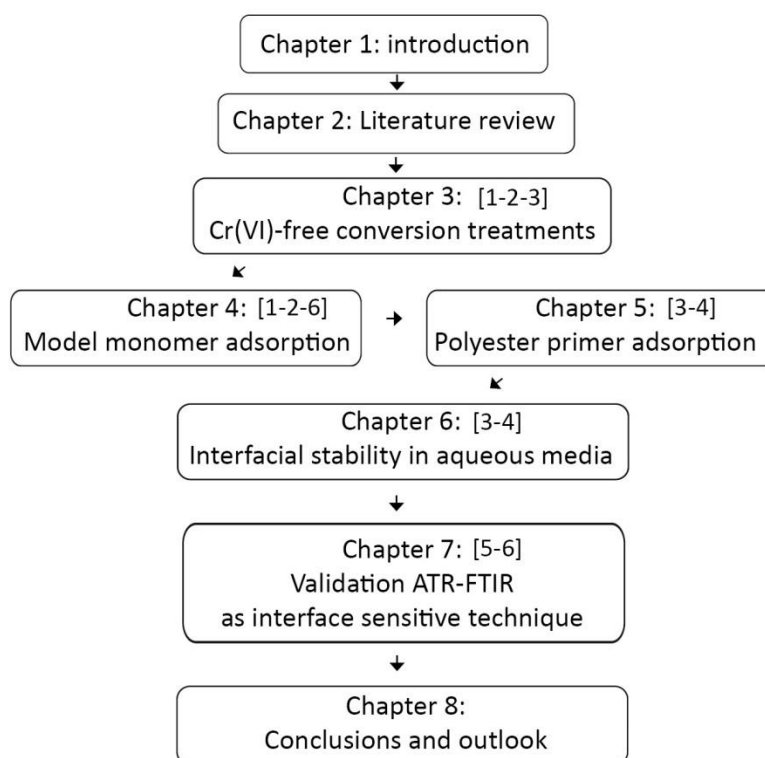 Chapter 1: introduction
Chapter 2: Literature review
Chapter 3: [1-2-3]
Cr(VI)-free conversion treatments
Chapter 4: [1-2-6]
Model monomer adsorption
Chapter 5: [3-4]
Polyester primer adsorption
Chapter 6: [3-4]
Interfacial stability in aqueous media
Chapter 7: [5-6]
Validation ATR-FTIR
as interface sensitive technique
Chapter 8:
Conclusions and outlook